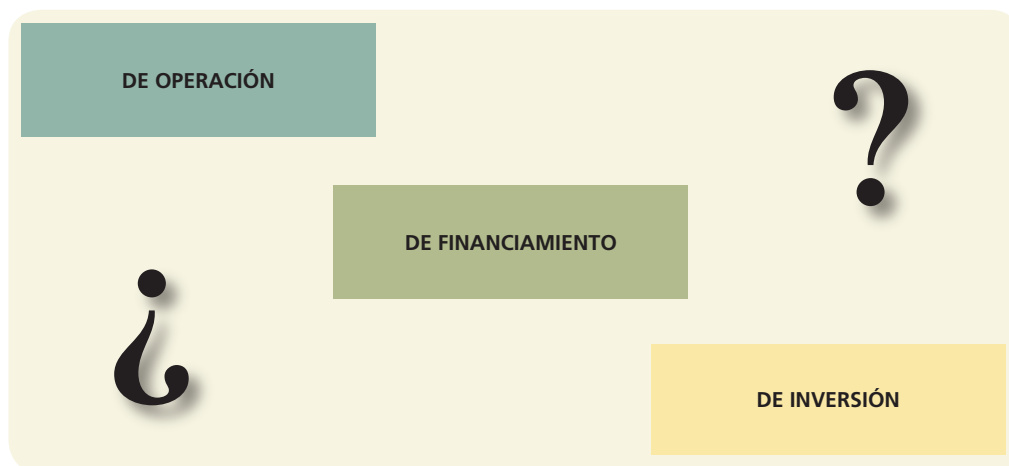 DE OPERACIÓN
?
DE FINANCIAMIENTO
¿
DE INVERSIÓN